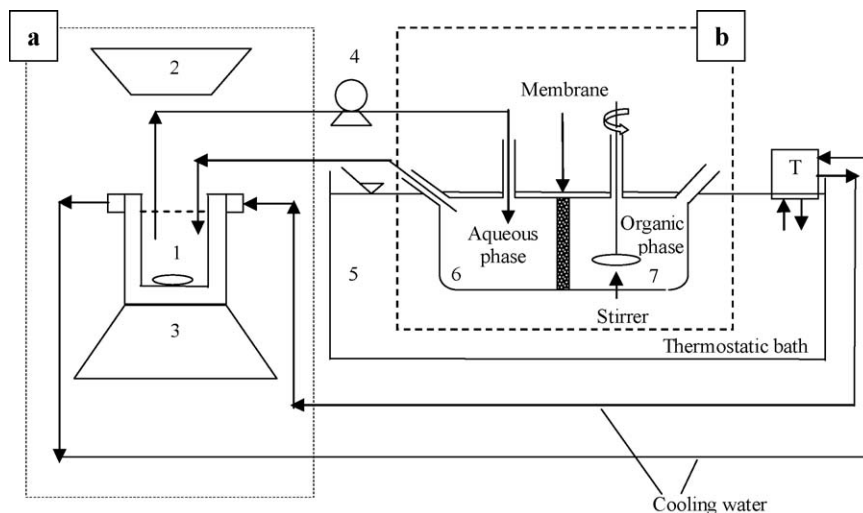 a
b
2
4
Membrane
T
1
Aqueous
phase
Organic
phase
5
6
7
Stirrer
3
Thermostatic bath
Cooling water